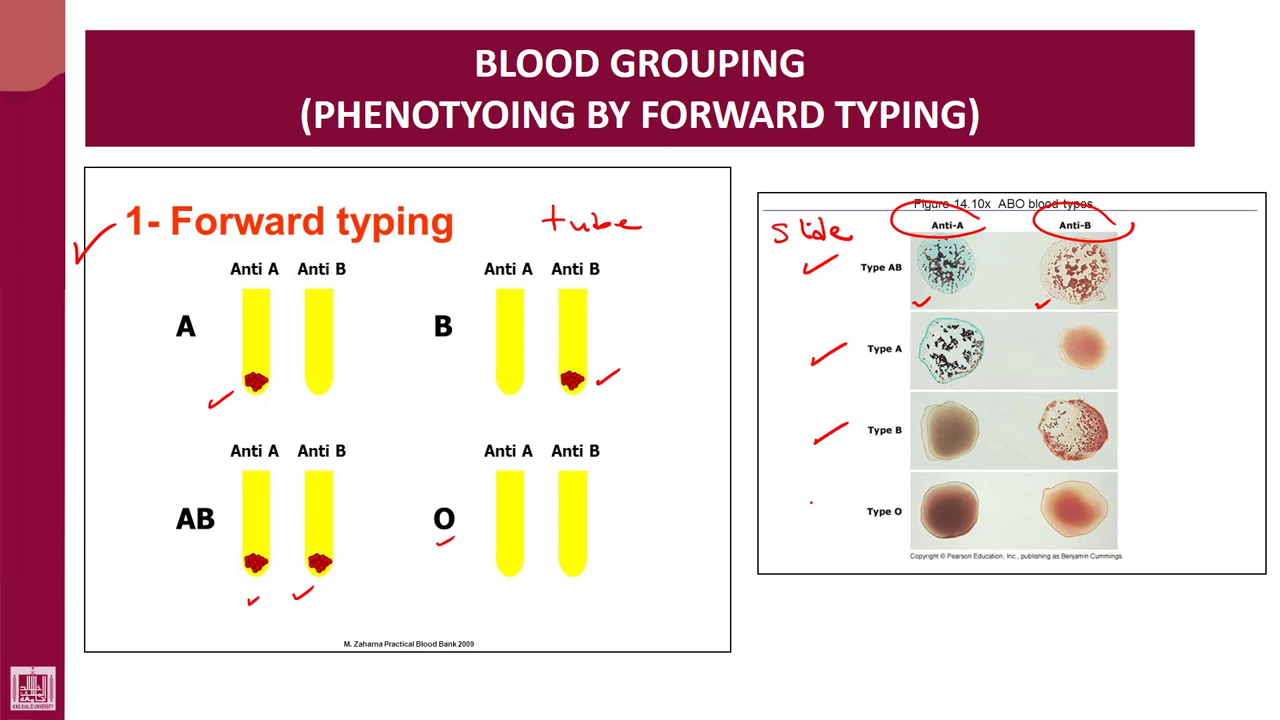 BLOOD GROUPING
(PHENOTYOING BY FORWARD TYPING)
1- Forward typing
tube
Anti A Anti B
A
Anti A Anti B
B
Anti A Anti B
AB
Anti A Anti B
O
M. Zahama Practical Blood Bank 2009
Figure 14.10x ABO blood types
slide
Anti-A Anti-B
Type AB
Type A
Type B
Type O
Copyright © Pearson Education, Inc., publishing as Benjamin Cummings
KING KHALID UNIVERSITY